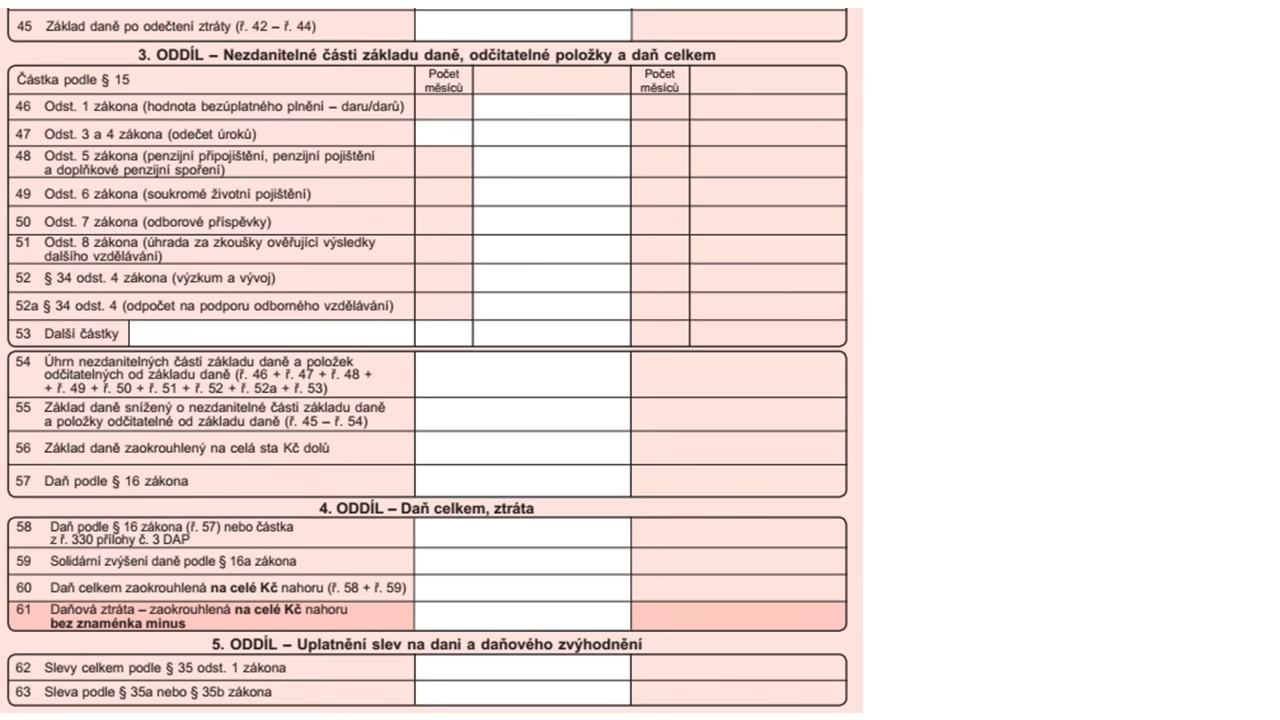 45 Základ daně po odečtení ztráty (ř. 42 – ř. 44)
3. ODDÍL – Nezdanitelné části základu daně, odčitatelné položky a daň celkem
Částka podle § 15
Počet
měsíců
Počet
měsíců
46 Odst. 1 zákona (hodnota bezúplatného plnění – daru/darů)
47 Odst. 3 a 4 zákona (odečet úroků)
48 Odst. 5 zákona (penzijní připojištění, penzijní pojištění
a doplňkové penzijní spoření)
49 Odst. 6 zákona (soukromé životní pojištění)
50 Odst. 7 zákona (odborové příspěvky)
51 Odst. 8 zákona (úhrada za zkoušky ověřující výsledky
dalšího vzdělávání)
52 § 34 odst. 4 zákona (výzkum a vývoj)
52a § 34 odst. 4 (odpočet na podporu odborného vzdělávání)
53 Další částky
54 Úhrn nezdanitelných částí základu daně a položek
odčitatelných od základu daně (ř. 46 + ř. 47 + ř. 48 +
+ ř. 49 + ř. 50 + ř. 51 + ř. 52 + ř. 52a + ř. 53)
55 Základ daně snížený o nezdanitelné části základu daně
a položky odčitatelné od základu daně (ř. 45 – ř. 54)
56 Základ daně zaokrouhlený na celá sta Kč dolů
57 Daň podle § 16 zákona
4. ODDÍL – Daň celkem, ztráta
58 Daň podle § 16 zákona (ř. 57) nebo částka
z ř. 330 přílohy č. 3 DAP
59 Solidární zvýšení daně podle § 16a zákona
60 Daň celkem zaokrouhlená na celé Kč nahoru (ř. 58 + ř. 59)
61 Daňová ztráta – zaokrouhlená na celé Kč nahoru
bez znaménka minus
5. ODDÍL – Uplatnění slev na dani a daňového zvýhodnění
62 Slevy celkem podle § 35 odst. 1 zákona
63 Sleva podle § 35a nebo § 35b zákona